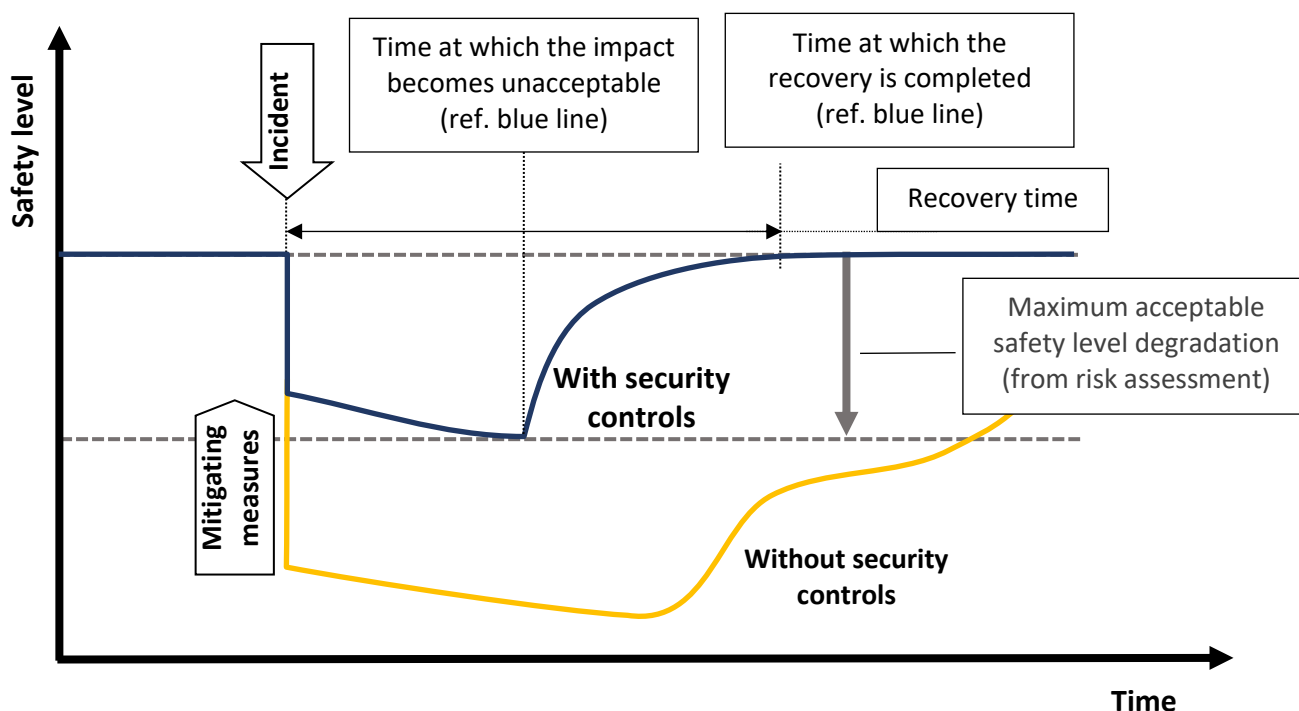 Safety level
Incident
Time at which the impact
becomes unacceptable
(ref. blue line)
Time at which the
recovery is completed
(ref. blue line)
Recovery time
Maximum acceptable
safety level degradation
(from risk assessment)
With security
controls
Mitigating
measures
Without security
controls
Time